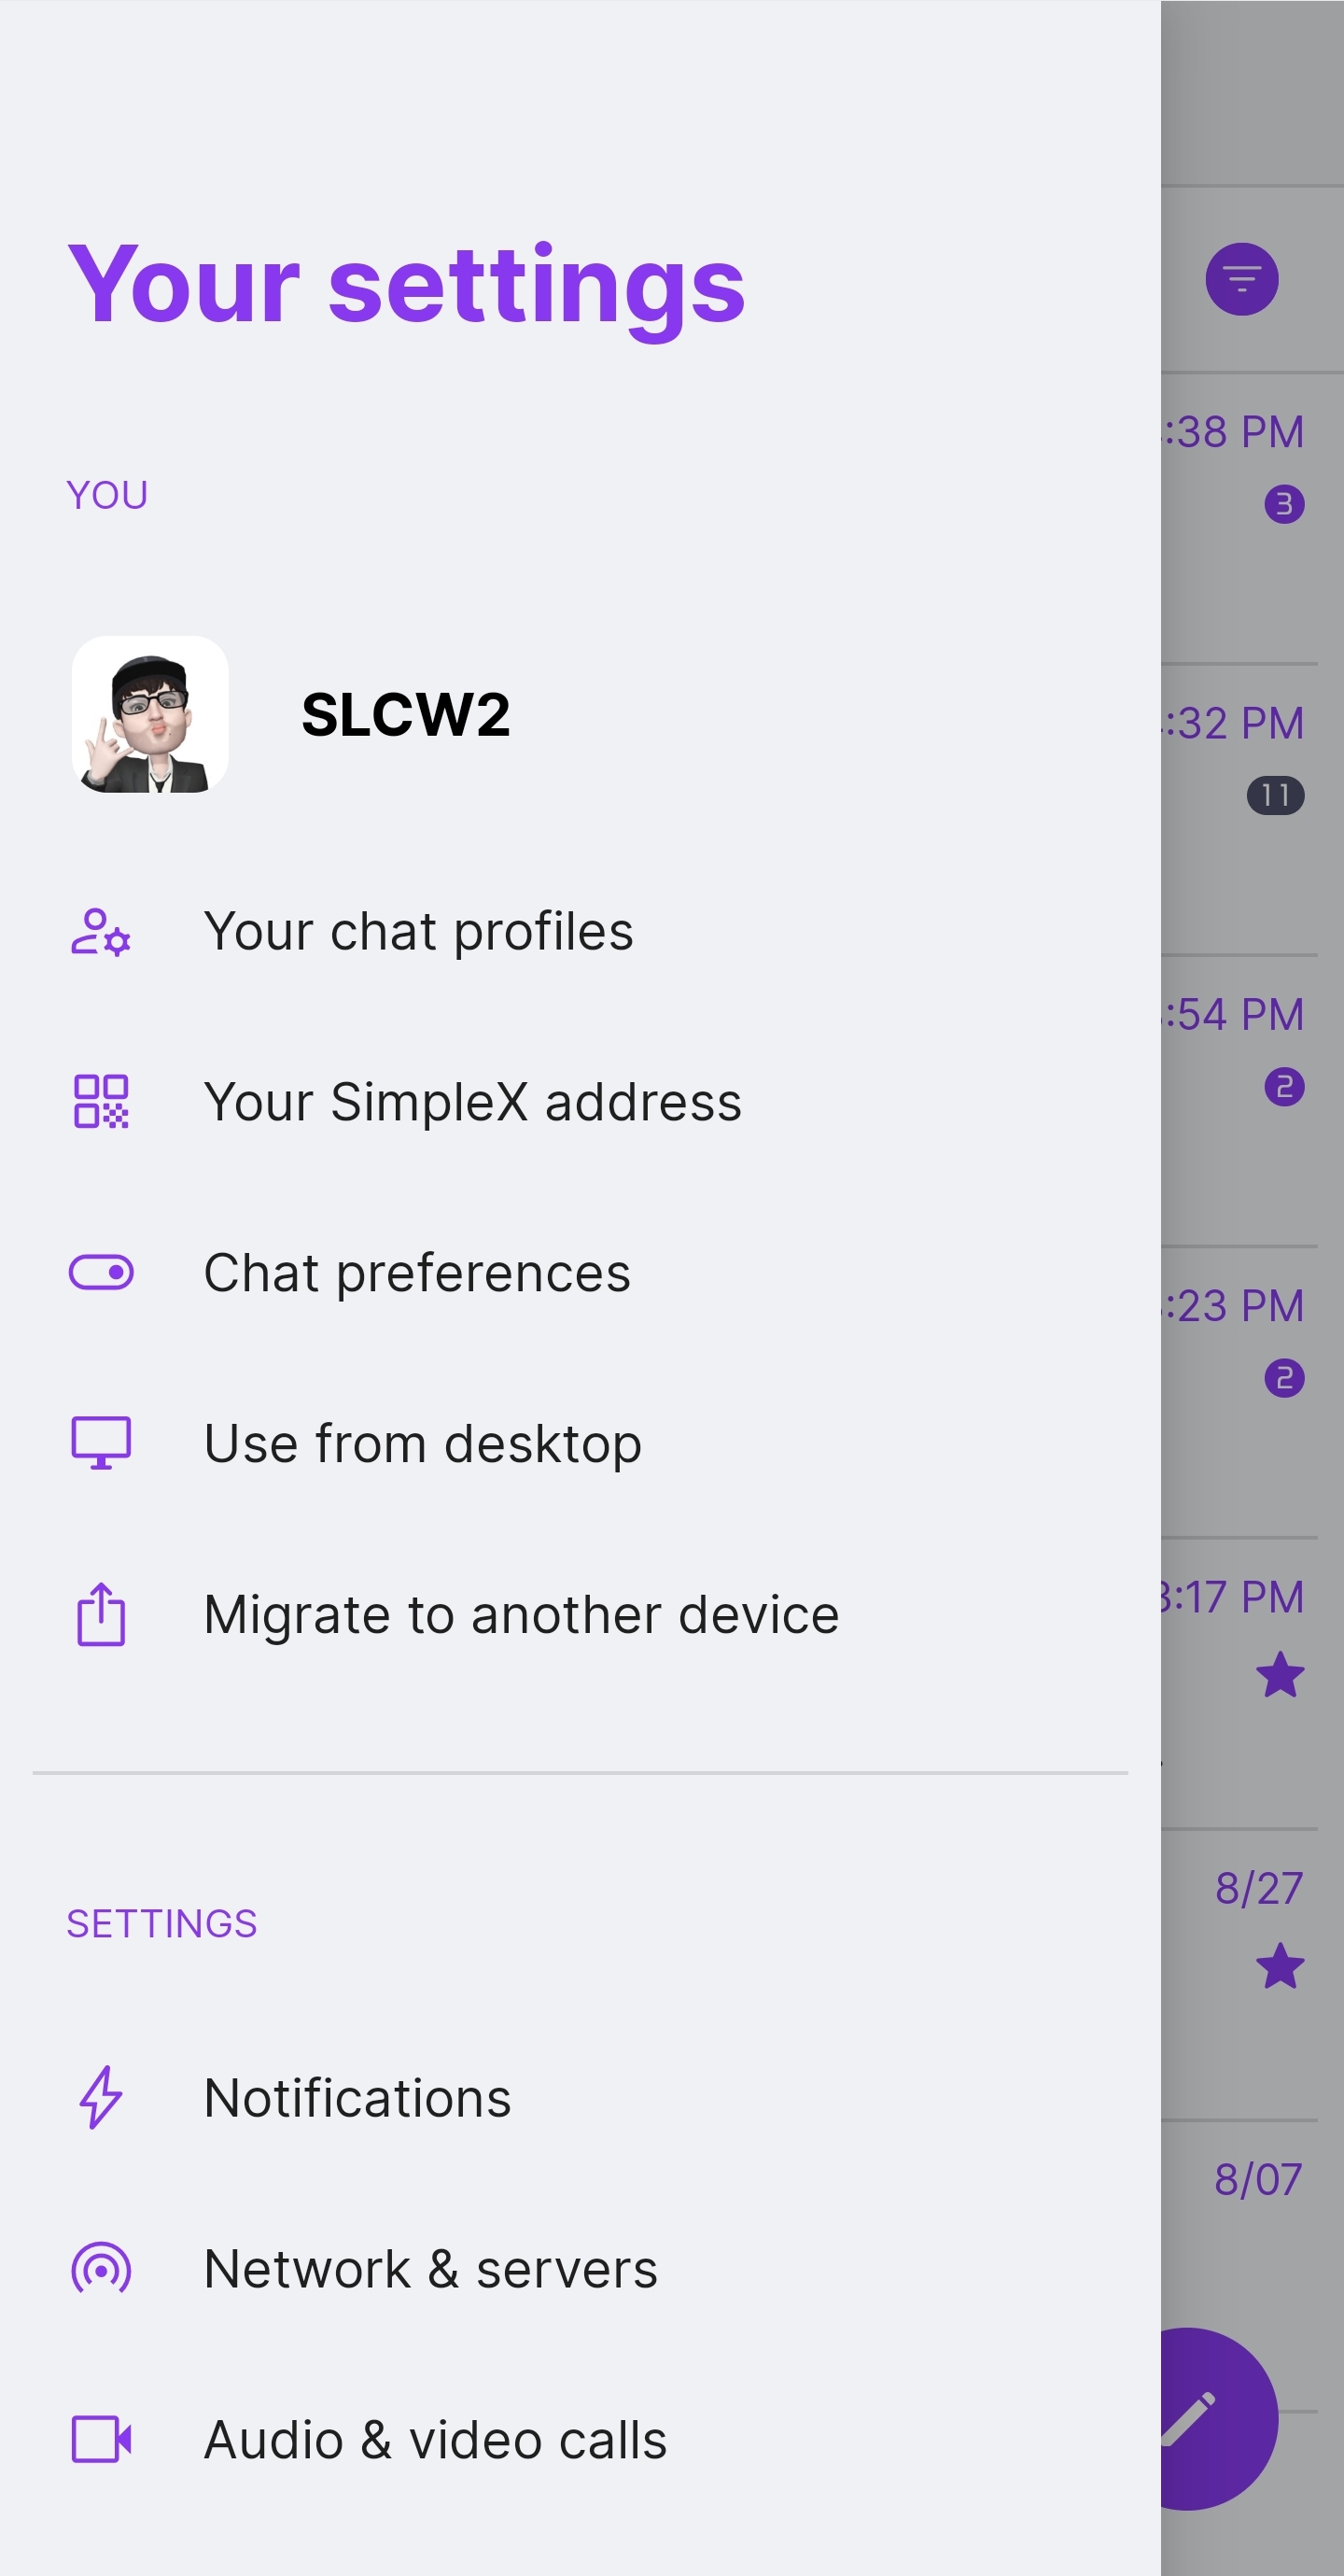 Your settings
YOU
SLCW2
Your chat profiles
Your SimpleX address
Chat preferences
Use from desktop
Migrate to another device
SETTINGS
Notifications
Network & servers
Audio & video calls
:38 PM
3
:32 PM
11
:54 PM
2
:23 PM
2
3:17 PM
8/27
8/07